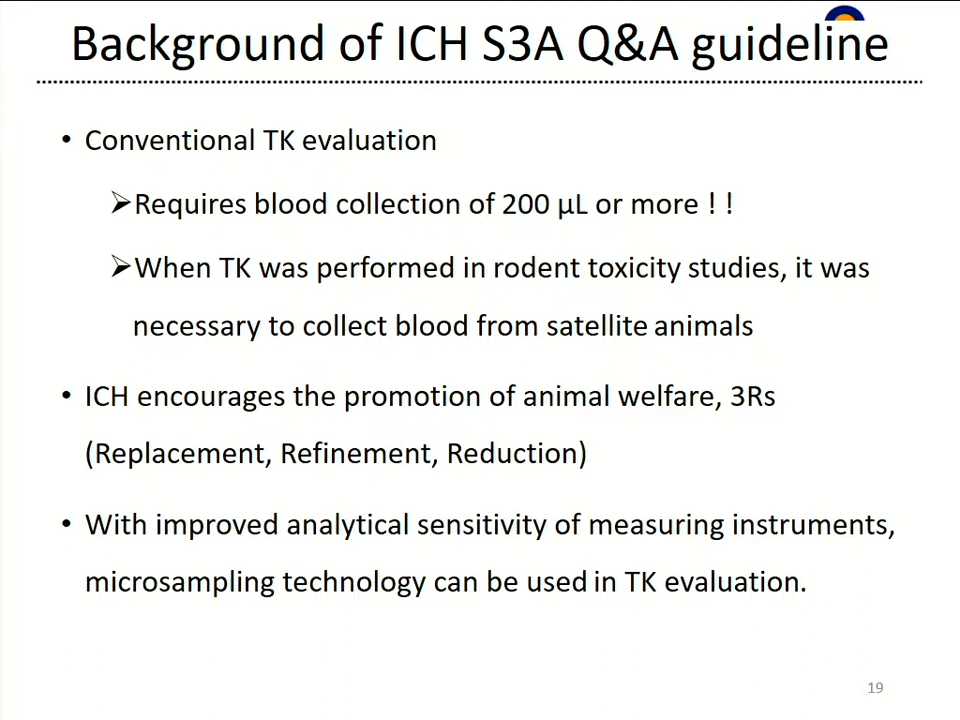 Background of ICH S3A Q&A guideline
• Conventional TK evaluation
➢Requires blood collection of 200 µL or more ! !
➢When TK was performed in rodent toxicity studies, it was
necessary to collect blood from satellite animals
• ICH encourages the promotion of animal welfare, 3Rs
(Replacement, Refinement, Reduction)
• With improved analytical sensitivity of measuring instruments,
microsampling technology can be used in TK evaluation.
19